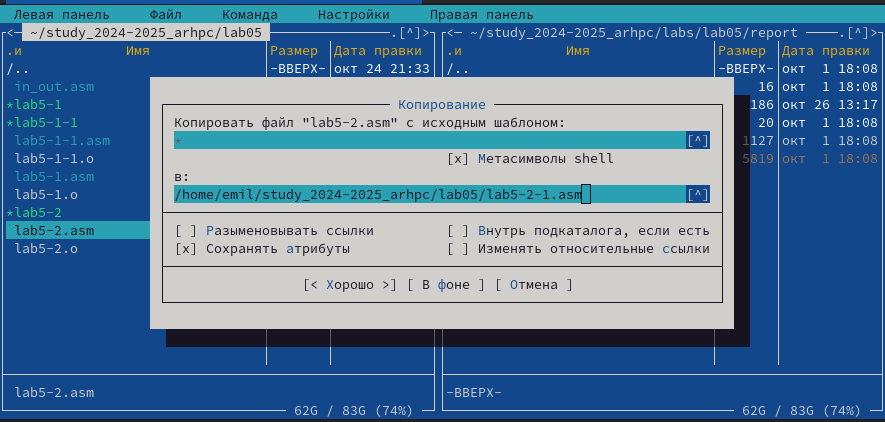 Левая панель Файл Команда Настройки Правая панель
┌<─ ~/study_2024-2025_arhpc/lab05 ─.[^]>┐┌<─ ~/study_2024-2025_arhpc/labs/lab05/report ─.[^]>┐
.и Имя Размер Дата правки .и Имя Размер Дата правки
/.. -ВВЕРХ- окт 24 21:33 /.. -ВВЕРХ- окт 1 18:08
in_out.asm 16 окт 1 18:08
*lab5-1 Копирование 186 окт 26 13:17
*lab5-1-1 Копировать файл "lab5-2.asm" с исходным шаблоном: 20 окт 1 18:08
lab5-1-1.asm * [^] 1127 окт 1 18:08
lab5-1-1.o [x] Метасимволы shell 5819 окт 1 18:08
lab5-1.asm в:
lab5-1.o /home/emil/study_2024-2025_arhpc/lab05/lab5-2-1.asm [^]
*lab5-2
lab5-2.asm [ ] Разыменовывать ссылки [ ] Внутрь подкаталога, если есть
lab5-2.o [x] Сохранять атрибуты [ ] Изменять относительные ссылки
[< Хорошо >] [ В фоне ] [ Отмена ]
lab5-2.asm -ВВЕРХ-
62G / 83G (74%) 62G / 83G (74%)